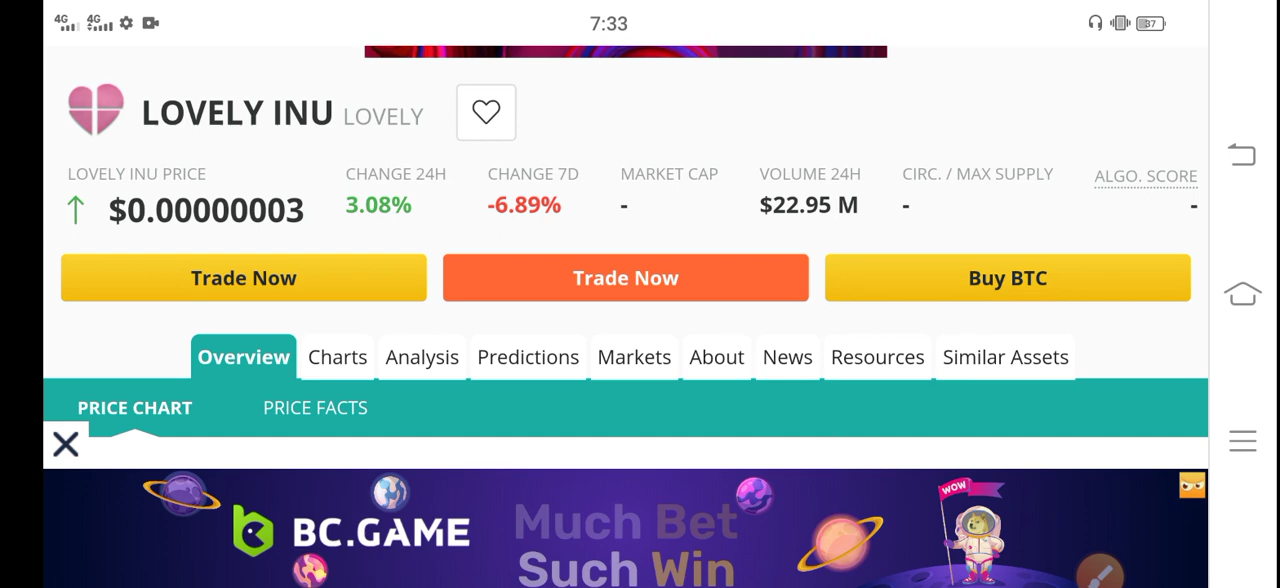 4G 4G 7:33 37
LOVELY INU LOVELY
LOVELY INU PRICE CHANGE 24H CHANGE 7D MARKET CAP VOLUME 24H CIRC. / MAX SUPPLY ALGO. SCORE
↑ $0.00000003 3.08% -6.89% - $22.95 M - -
Trade Now Trade Now Buy BTC
Overview Charts Analysis Predictions Markets About News Resources Similar Assets
PRICE CHART PRICE FACTS
WOW
BC.GAME Much Bet
Such Win